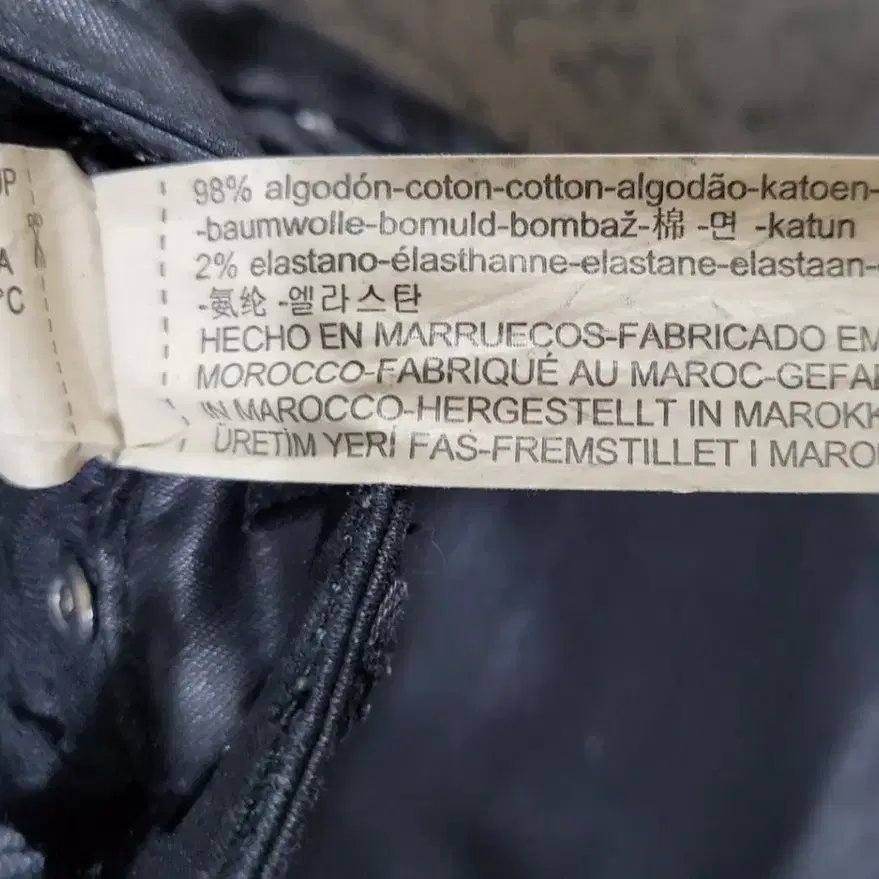 98% algodón-coton-cotton-algodão-katoen-
-baumwolle-bomuld-bombaž-棉 -면 -katun
2% elastano-élasthanne-elastane-elastaan-
-氨纶 -엘라스탄
HECHO EN MARRUECOS-FABRICADO EM
MOROCCO-FABRIQUÉ AU MAROC-
IN MAROCCO-HERGESTELLT IN
ÜRETİM YERİ FAS-FREMSTILLET I